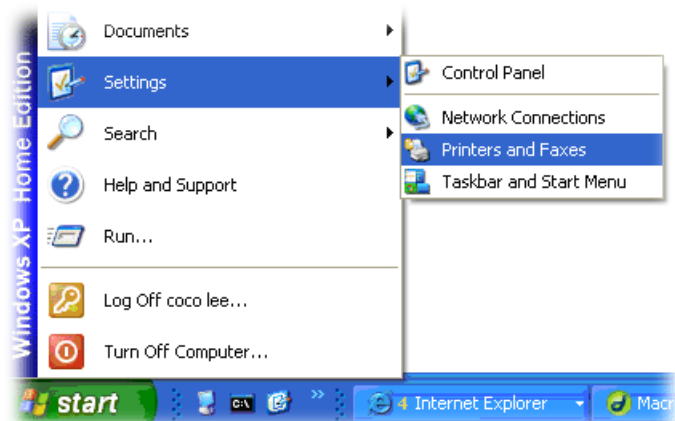 Windows XP Home Edition
Documents
Settings
Search
Help and Support
Run...
Log Off coco lee...
Turn Off Computer...
Control Panel
Network Connections
Printers and Faxes
Taskbar and Start Menu
start
C:\
»
4 Internet Explorer
Macr